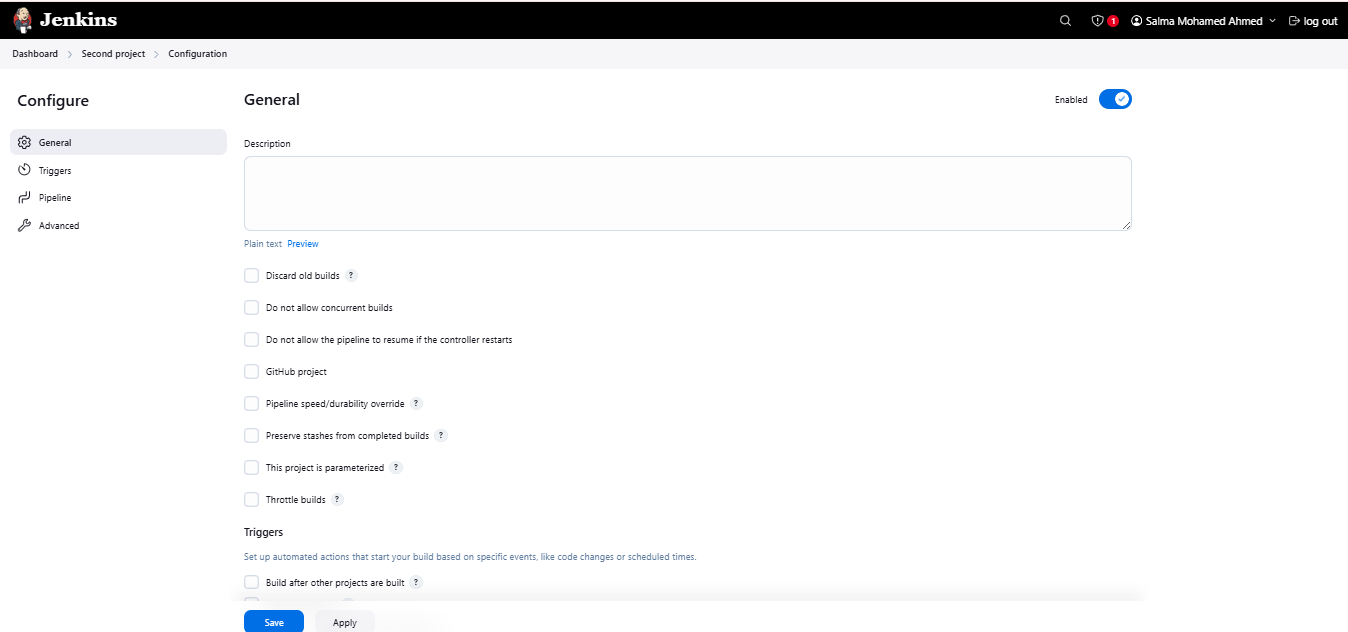 Jenkins
1
Salma Mohamed Ahmed
log out
Dashboard > Second project > Configuration
Configure
General
Triggers
Pipeline
Advanced
General
Enabled
Description
Plain text Preview
Discard old builds ?
Do not allow concurrent builds
Do not allow the pipeline to resume if the controller restarts
GitHub project
Pipeline speed/durability override ?
Preserve stashes from completed builds ?
This project is parameterized ?
Throttle builds ?
Triggers
Set up automated actions that start your build based on specific events, like code changes or scheduled times.
Build after other projects are built ?
Save
Apply